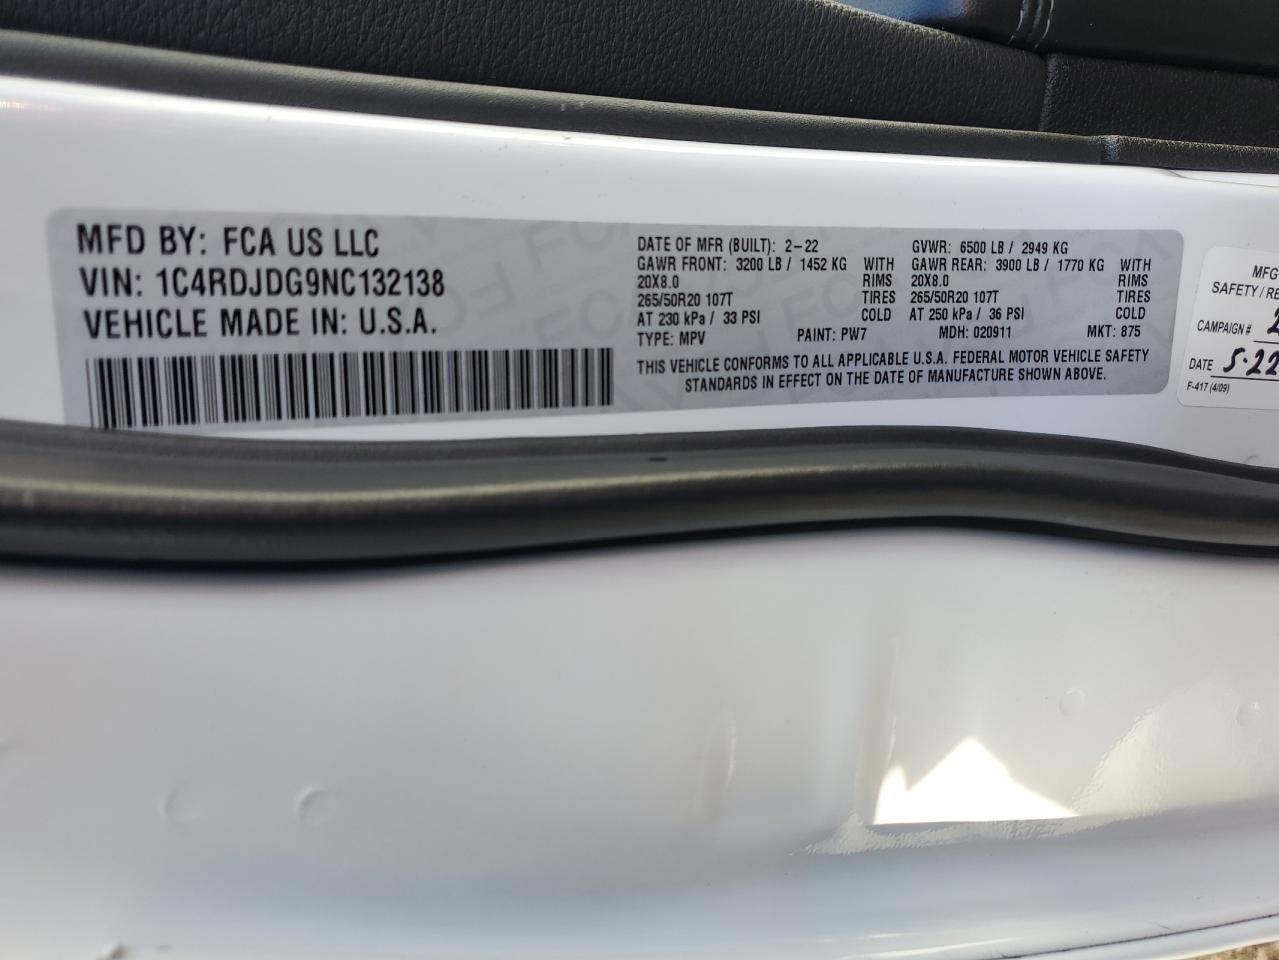 MFD BY: FCA US LLC
VIN: 1C4RDJDG9NC132138
VEHICLE MADE IN: U.S.A.
DATE OF MFR (BUILT): 2-22
GAWR FRONT: 3200 LB / 1452 KG WITH
20X8.0 RIMS
265/50R20 107T TIRES
AT 230 kPa / 33 PSI COLD
TYPE: MPV PAINT: PW7
GVWR: 6500 LB / 2949 KG
GAWR REAR: 3900 LB / 1770 KG WITH
20X8.0 RIMS
265/50R20 107T TIRES
AT 250 kPa / 36 PSI COLD
MDH: 020911 MKT: 875
THIS VEHICLE CONFORMS TO ALL APPLICABLE U.S.A. FEDERAL MOTOR VEHICLE SAFETY
STANDARDS IN EFFECT ON THE DATE OF MANUFACTURE SHOWN ABOVE.
MFG
SAFETY / RE
CAMPAIGN #
DATE 5-22
F-417 (4/09)